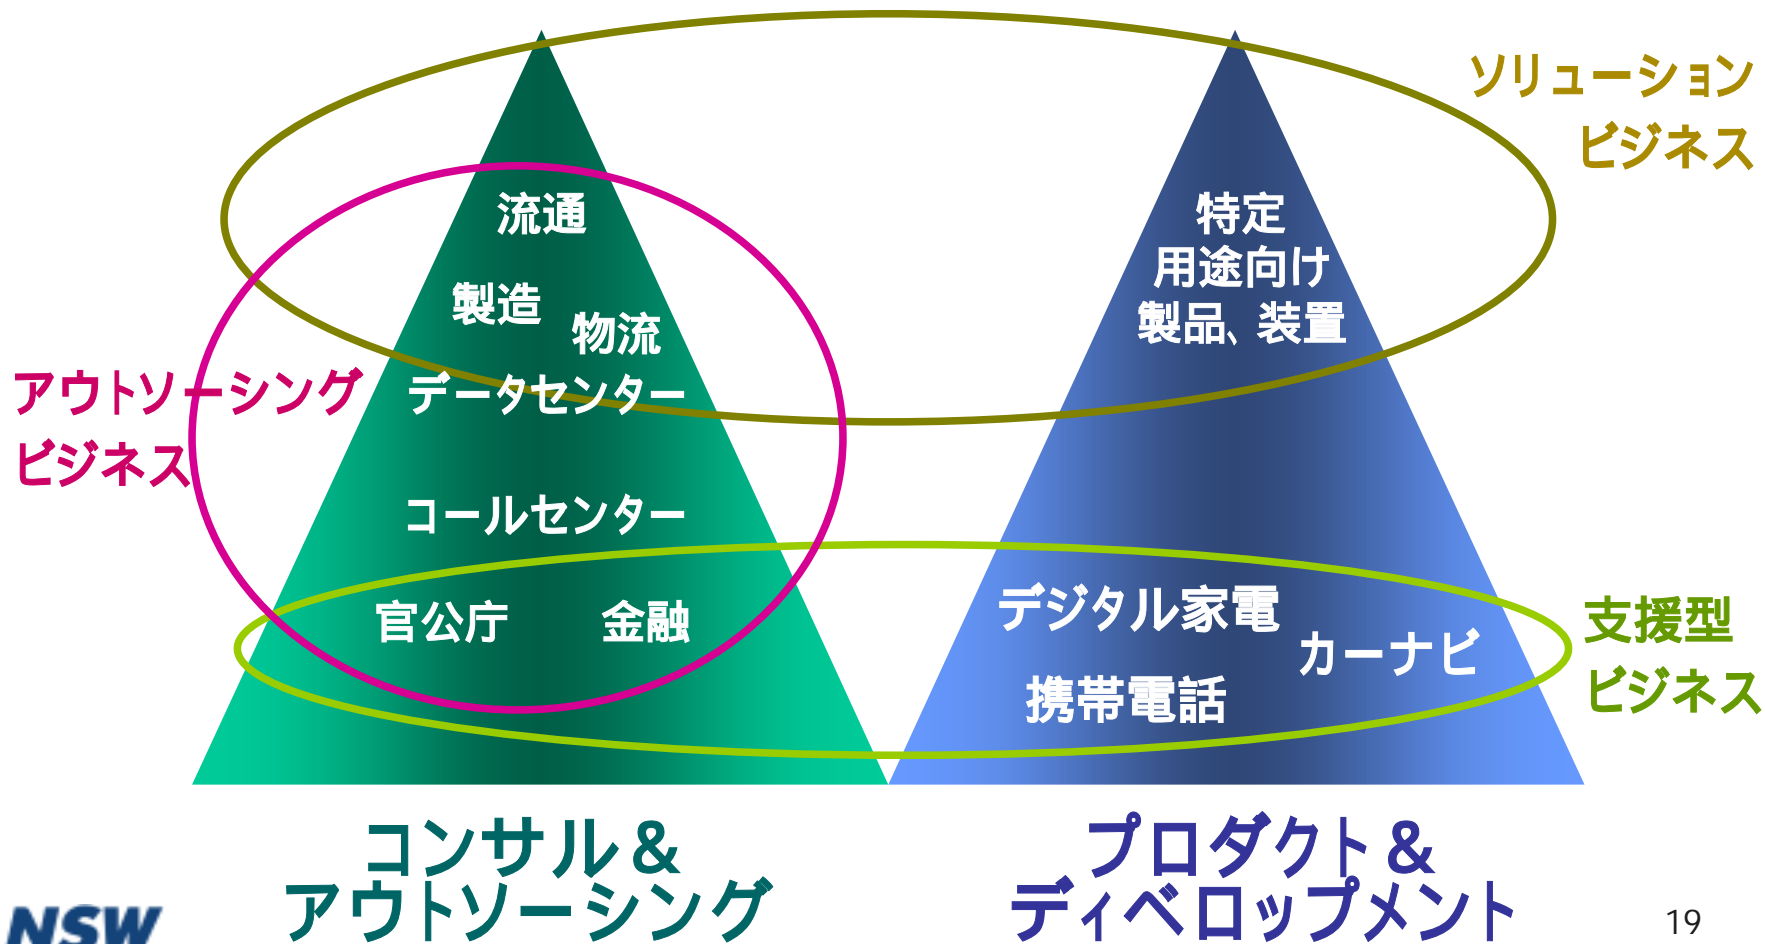 ソリューション
ビジネス
流通
製造
物流
データセンター
コールセンター
官公庁
金融
特定
用途向け
製品、装置
デジタル家電
カーナビ
携帯電話
アウトソーシング
ビジネス
支援型
ビジネス
コンサル＆
アウトソーシング
プロダクト＆
ディベロップメント
NSW
19